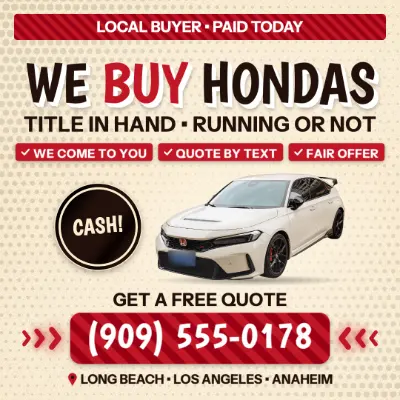 LOCAL BUYER • PAID TODAY
WE BUY HONDAS
TITLE IN HAND • RUNNING OR NOT
WE COME TO YOU QUOTE BY TEXT FAIR OFFER
CASH!
GET A FREE QUOTE
(909) 555-0178
LONG BEACH • LOS ANGELES • ANAHEIM